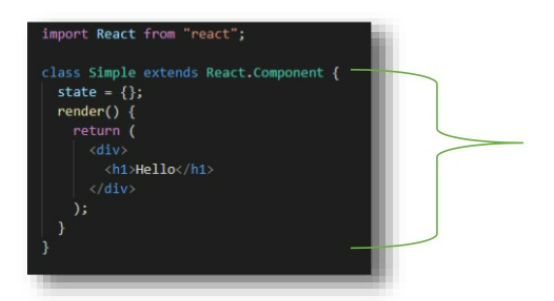 import React from "react";
class Simple extends React.Component {
state = {};
render() {
return (
<div>
<h1>Hello</h1>
</div>
);
}
}